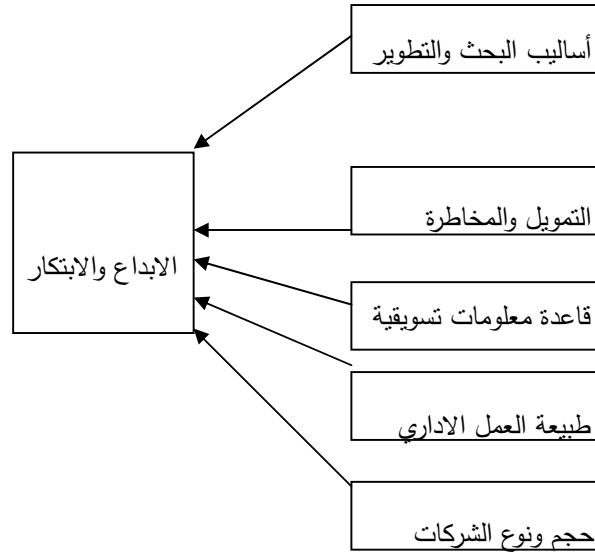 أساليب البحث والتطوير
التمويل والمخاطرة
الابداع والابتكار
قاعدة معلومات تسويقية
طبيعة العمل الاداري
حجم ونوع الشركات